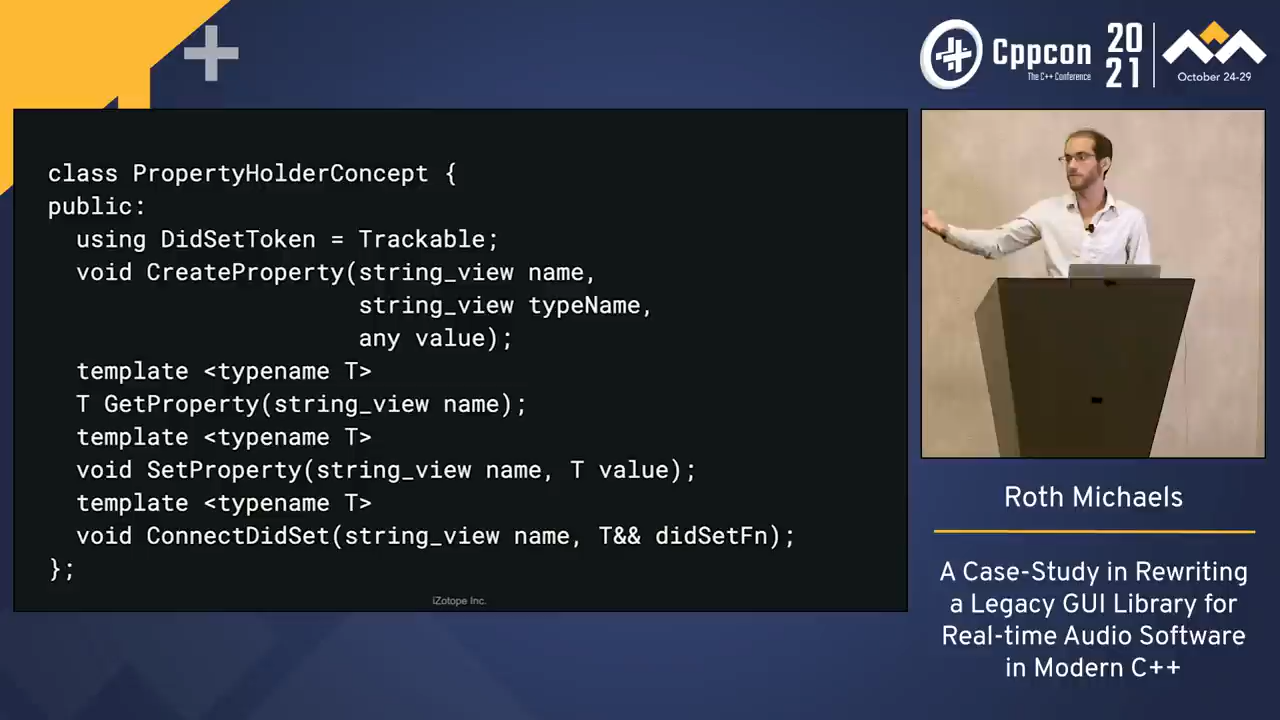 Cppcon
The C++ Conference
20
21
October 24-29
class PropertyHolderConcept {
public:
using DidSetToken = Trackable;
void CreateProperty(string_view name,
string_view typeName,
any value);
template <typename T>
T GetProperty(string_view name);
template <typename T>
void SetProperty(string_view name, T value);
template <typename T>
void ConnectDidSet(string_view name, T&& didSetFn);
};
iZotope Inc.
Roth Michaels
A Case-Study in Rewriting
a Legacy GUI Library for
Real-time Audio Software
in Modern C++